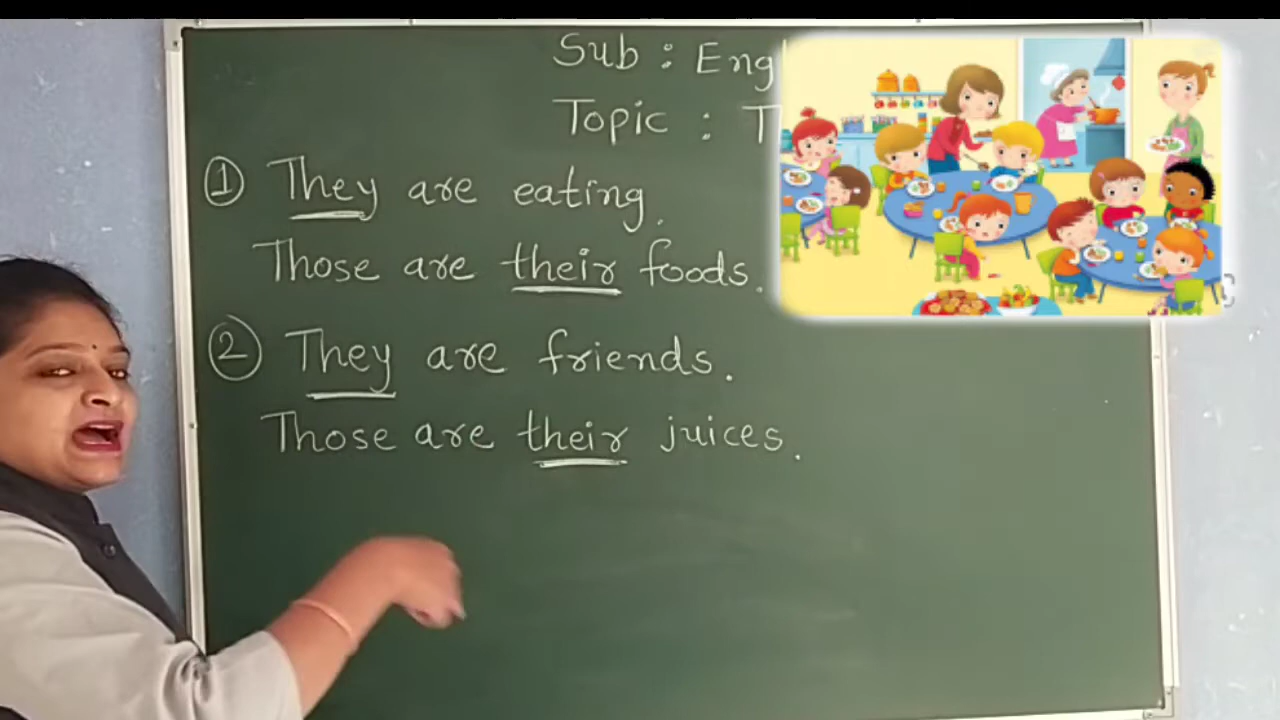 Sub : Eng
Topic : T
① They are eating.
Those are their foods.
② They are friends.
Those are their juices.